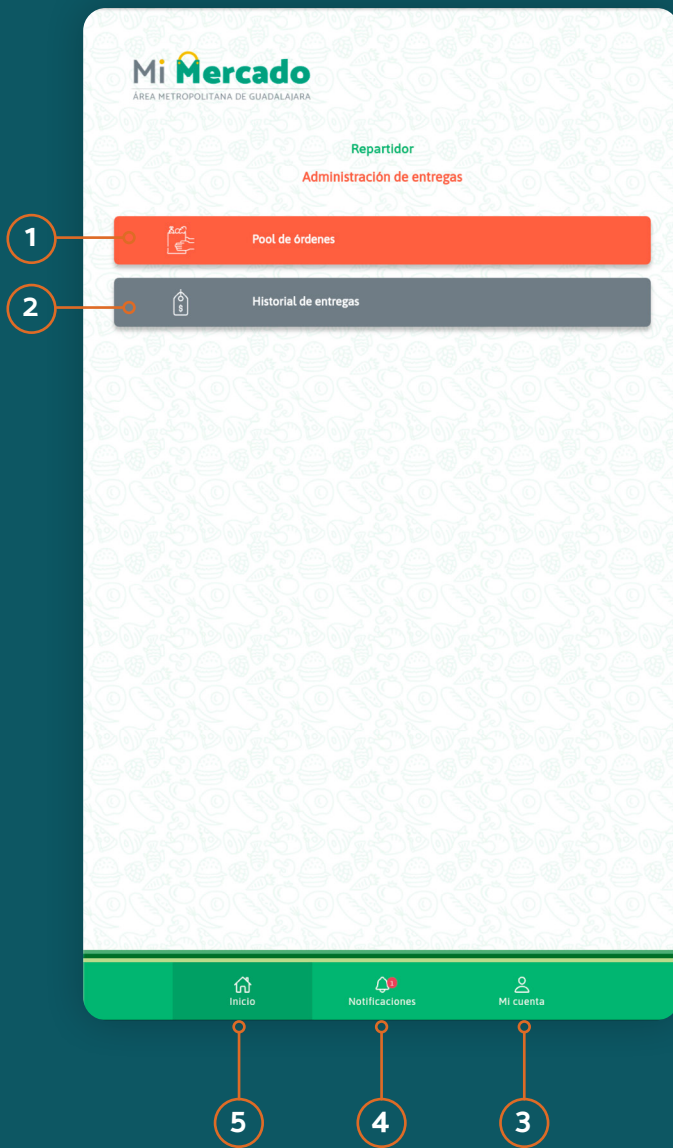 Mi Mercado
ÁREA METROPOLITANA DE GUADALAJARA
Repartidor
Administración de entregas
1
Pool de órdenes
2
$
Historial de entregas
1
Inicio
Notificaciones
Mi cuenta
5
4
3